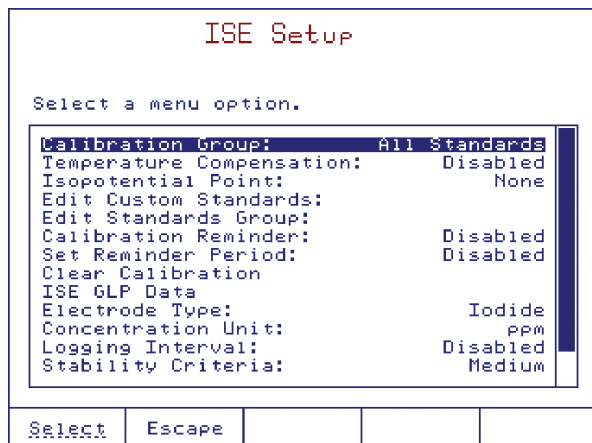 ISE Setup
Select a menu option.
Calibration Group: All Standards
Temperature Compensation: Disabled
Isopotential Point: None
Edit Custom Standards:
Edit Standards Group:
Calibration Reminder: Disabled
Set Reminder Period: Disabled
Clear Calibration
ISE GLP Data
Electrode Type: Iodide
Concentration Unit: ppm
Logging Interval: Disabled
Stability Criteria: Medium
Select Escape